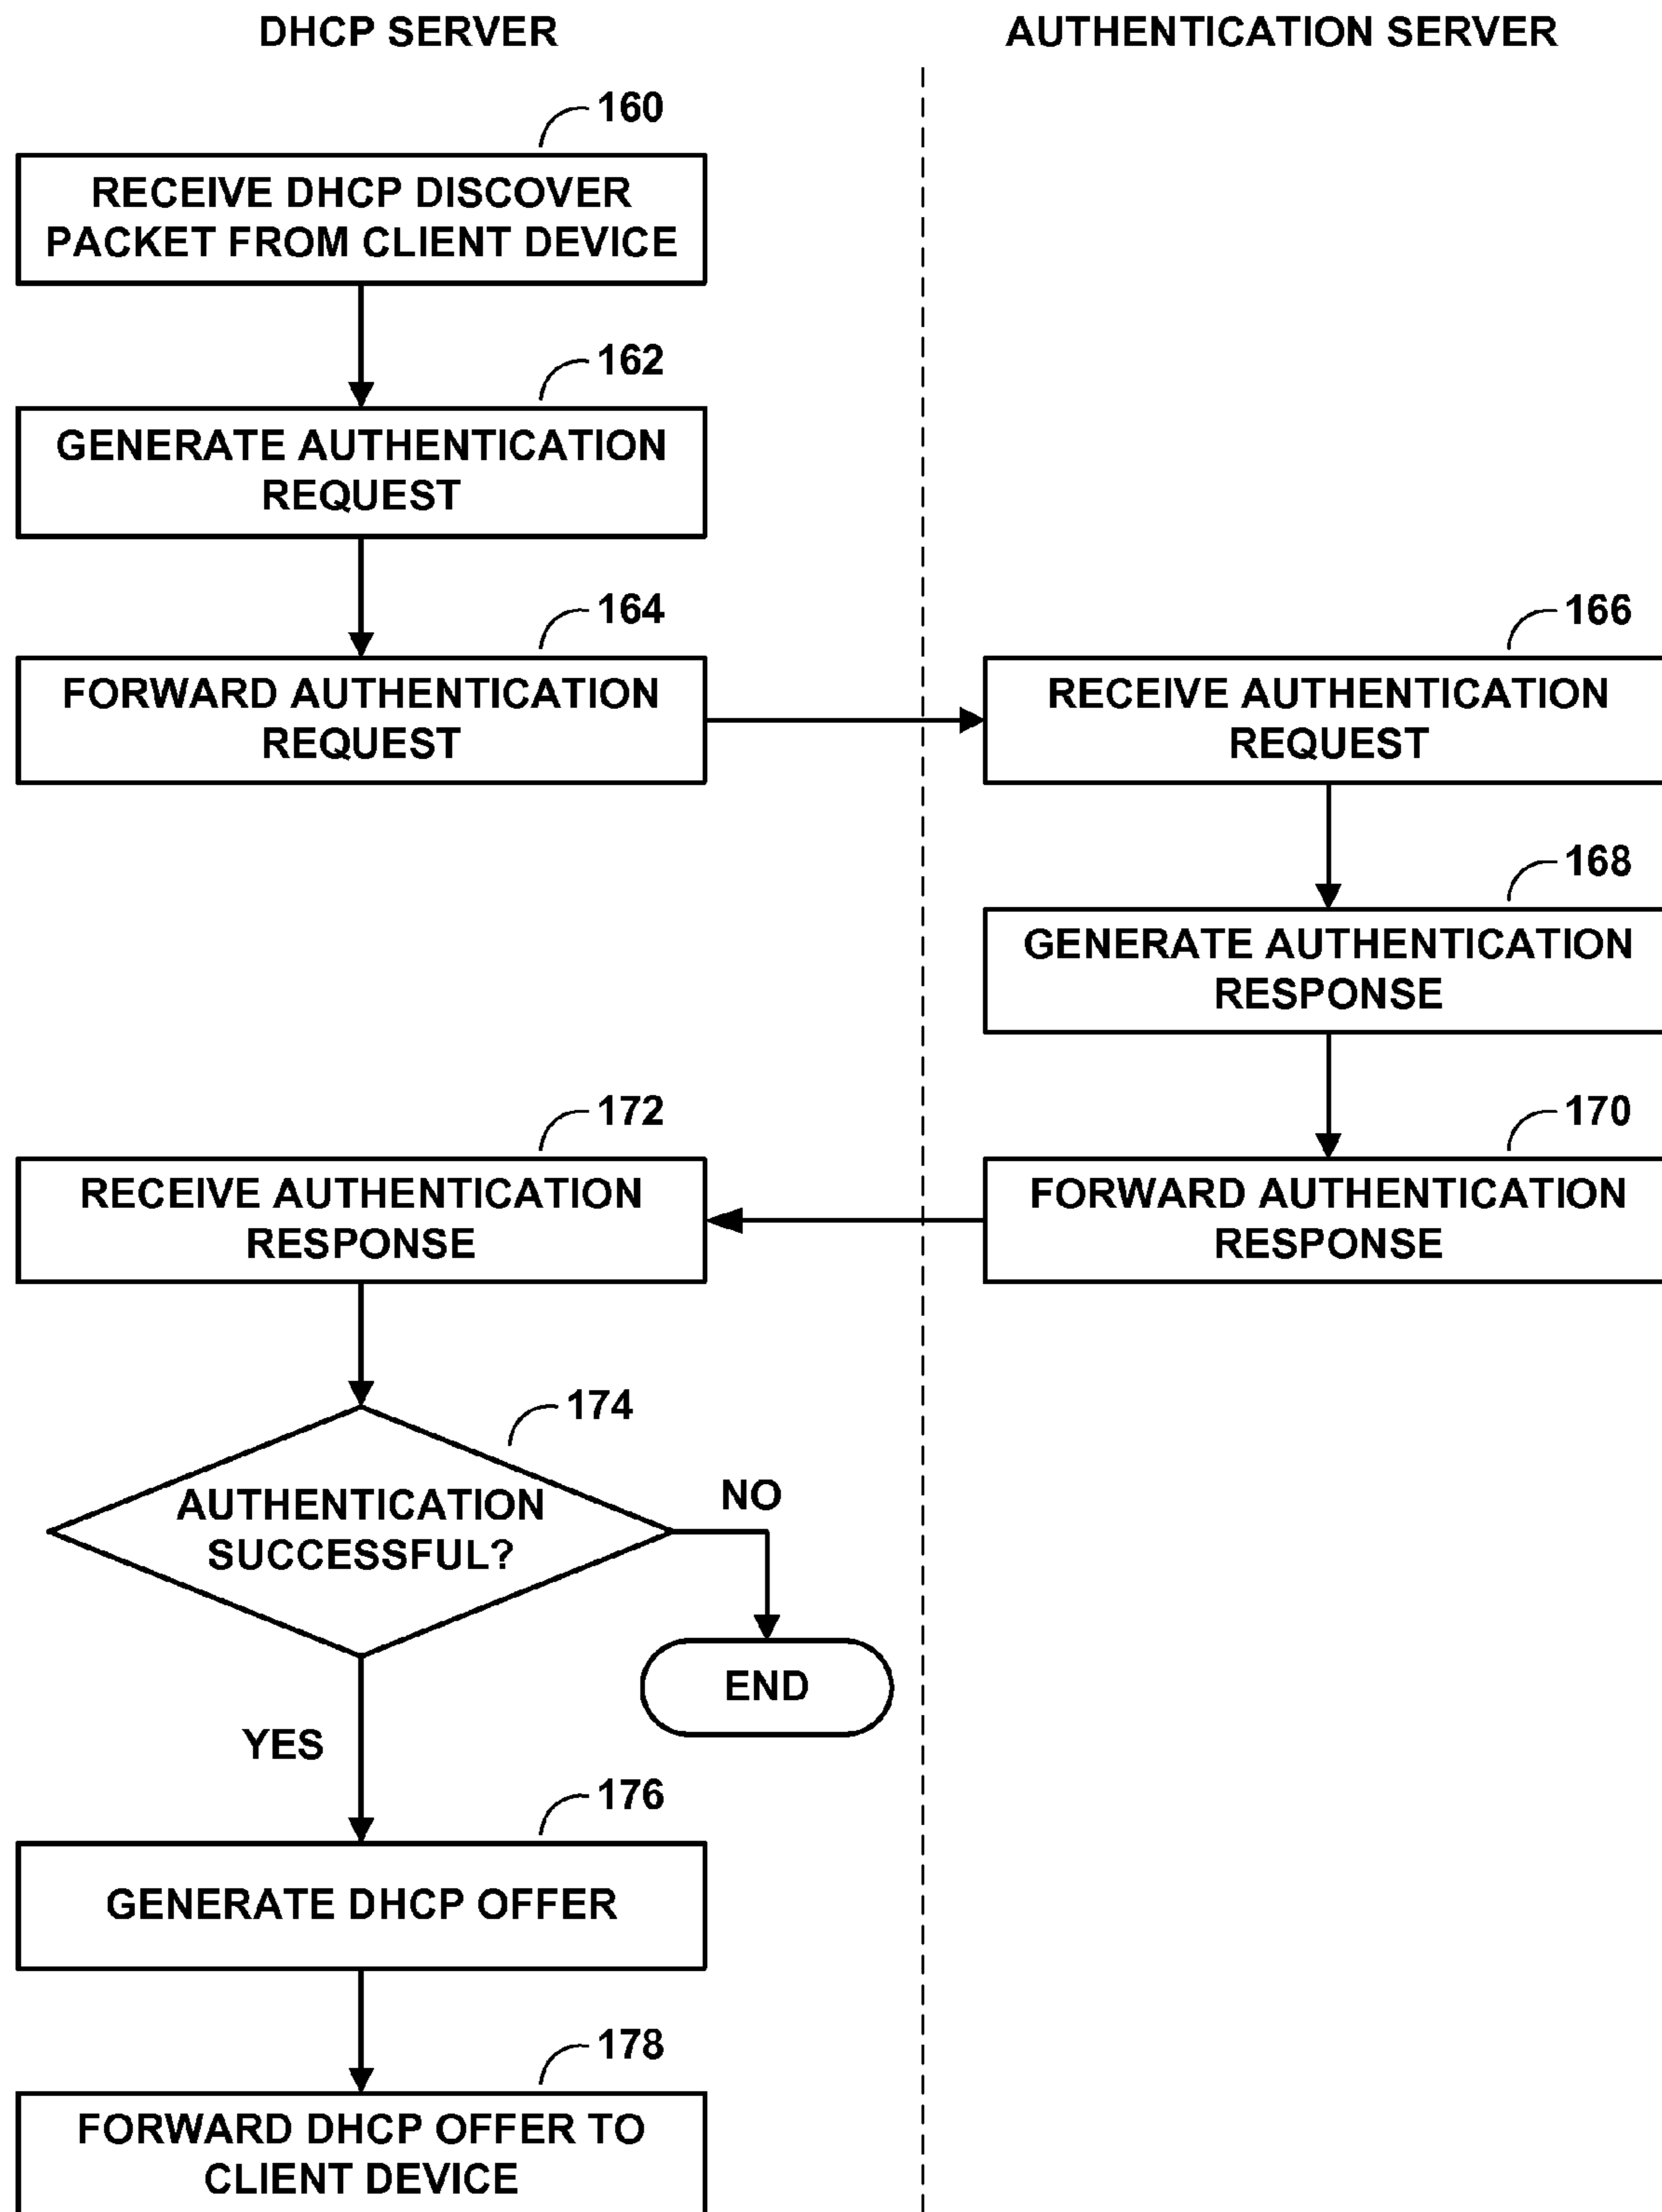 DHCP SERVER
AUTHENTICATION SERVER
160
RECEIVE DHCP DISCOVER
PACKET FROM CLIENT DEVICE
162
GENERATE AUTHENTICATION
REQUEST
164
FORWARD AUTHENTICATION
REQUEST
166
RECEIVE AUTHENTICATION
REQUEST
168
GENERATE AUTHENTICATION
RESPONSE
170
FORWARD AUTHENTICATION
RESPONSE
172
RECEIVE AUTHENTICATION
RESPONSE
174
AUTHENTICATION
SUCCESSFUL?
NO
END
YES
176
GENERATE DHCP OFFER
178
FORWARD DHCP OFFER TO
CLIENT DEVICE